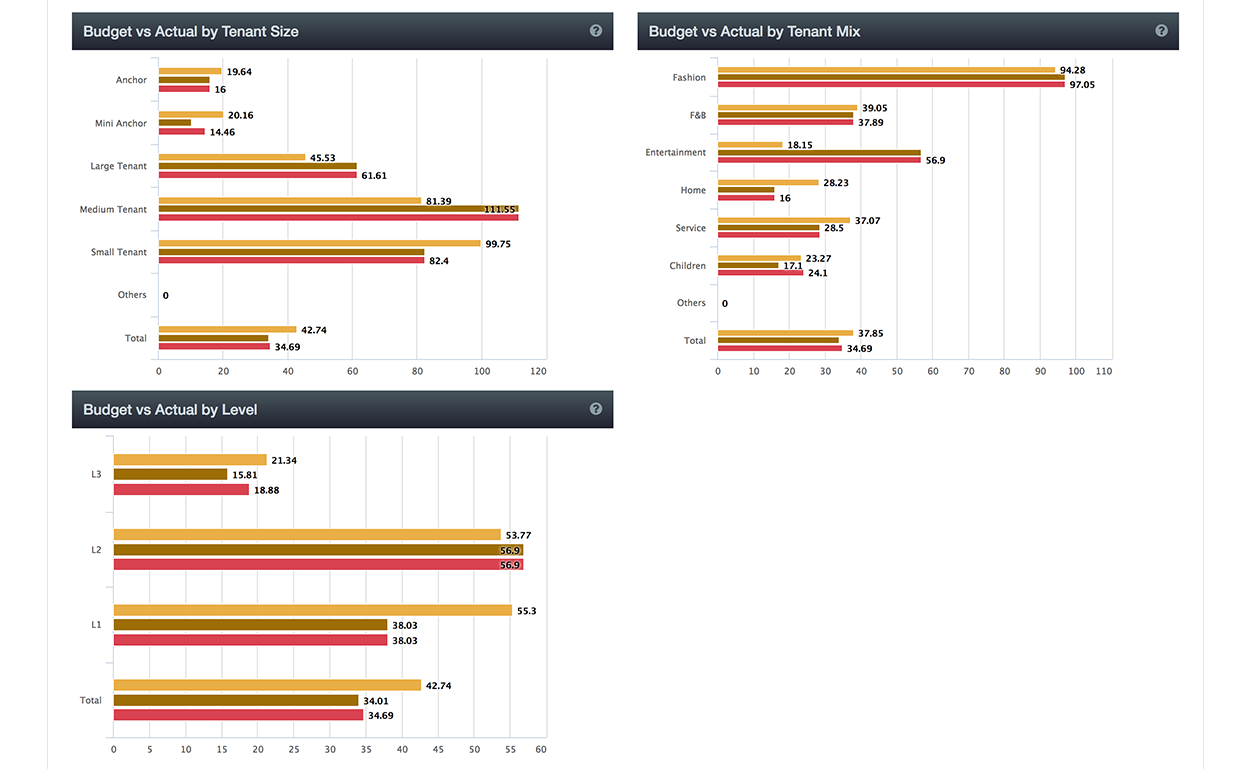 Budget vs Actual by Tenant Size
?
Anchor
19.64
16
Mini Anchor
20.16
14.46
Large Tenant
45.53
61.61
Medium Tenant
81.39
111.55
Small Tenant
99.75
82.4
Others
0
Total
42.74
34.69
0 20 40 60 80 100 120
Budget vs Actual by Tenant Mix
?
Fashion
94.28
97.05
F&B
39.05
37.89
Entertainment
18.15
56.9
Home
28.23
16
Service
37.07
28.5
Children
23.27
17.1
24.1
Others
0
Total
37.85
34.69
0 10 20 30 40 50 60 70 80 90 100 110
Budget vs Actual by Level
?
L3
21.34
15.81
18.88
L2
53.77
56.9
56.9
L1
55.3
38.03
38.03
Total
42.74
34.01
34.69
0 5 10 15 20 25 30 35 40 45 50 55 60